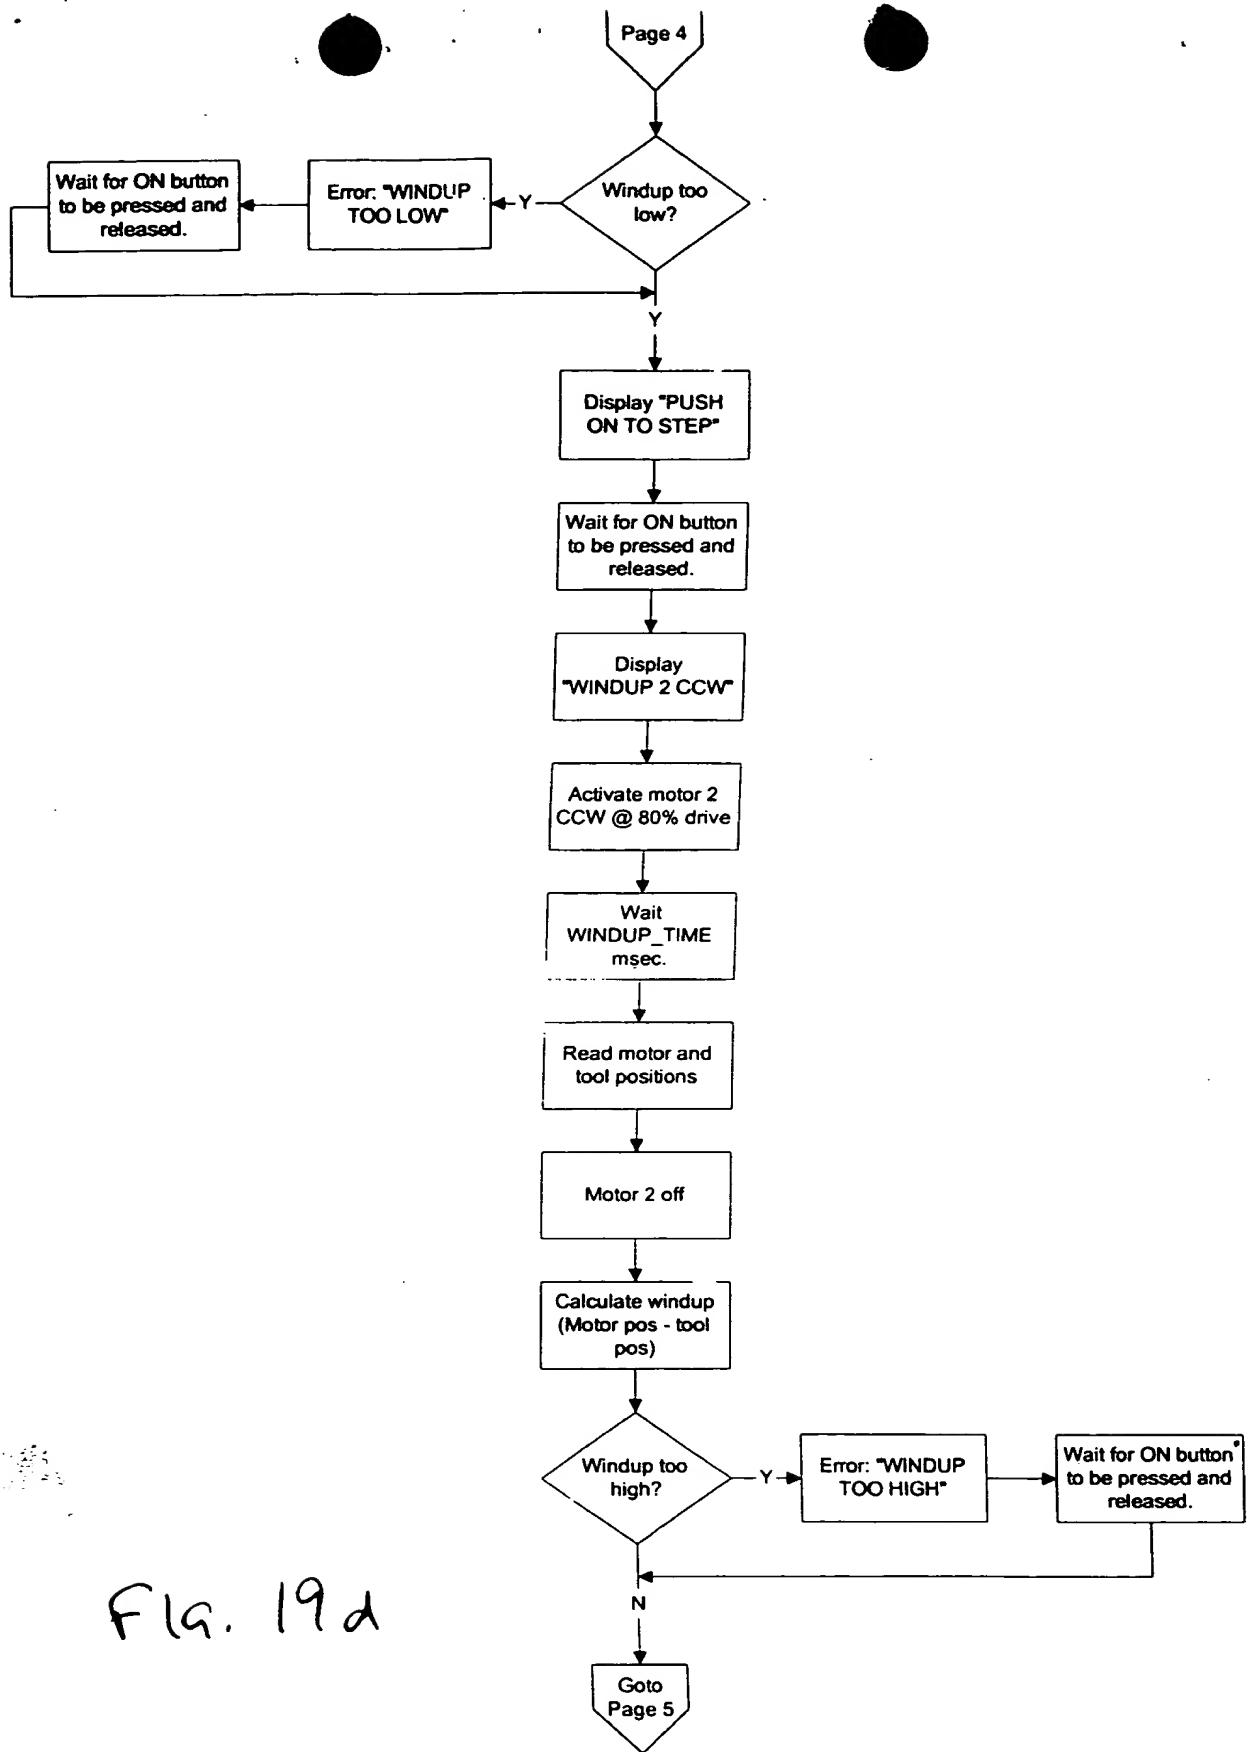 Page 4
Windup too
low?
Y
Error: "WINDUP
TOO LOW"
Wait for ON button
to be pressed and
released.
Y
Display "PUSH
ON TO STEP"
Wait for ON button
to be pressed and
released.
Display
"WINDUP 2 CCW"
Activate motor 2
CCW @ 80% drive
Wait
WINDUP_TIME
msec.
Read motor and
tool positions
Motor 2 off
Calculate windup
(Motor pos - tool
pos)
Windup too
high?
Y
Error: "WINDUP
TOO HIGH"
Wait for ON button
to be pressed and
released.
N
Goto
Page 5
FIG. 19d